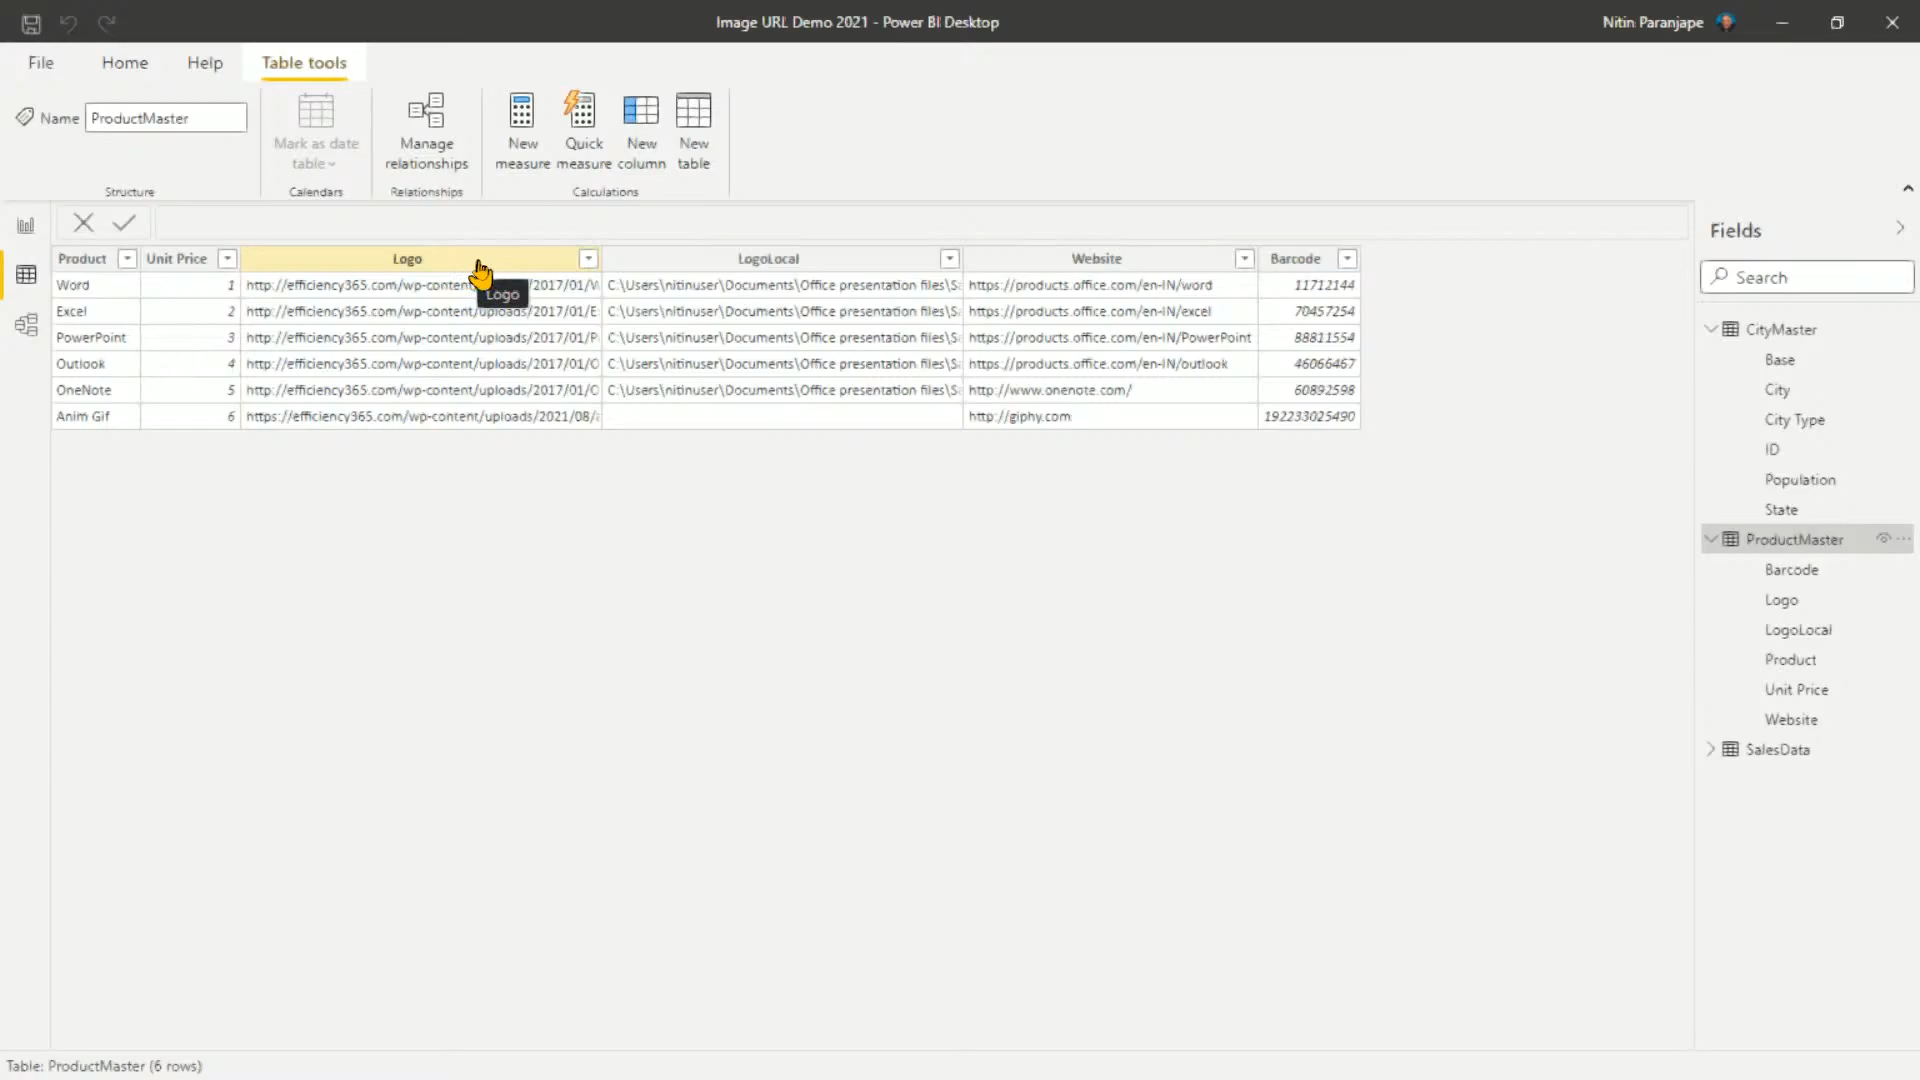 Image URL Demo 2021 - Power BI Desktop
Nitin Paranjape
File Home Help Table tools
Name ProductMaster
Mark as date table
Manage relationships
New measure
Quick measure
New column
New table
Structure Calendars Relationships Calculations
Product Unit Price Logo LogoLocal Website Barcode
Word 1 http://efficiency365.com/wp-content/ /2017/01/ C:\Users\nitinuser\Documents\Office presentation files\S https://products.office.com/en-IN/word 11712144
Logo
Excel 2 http://efficiency365.com/wp-content/uploads/2017/01/E C:\Users\nitinuser\Documents\Office presentation files\S https://products.office.com/en-IN/excel 70457254
PowerPoint 3 http://efficiency365.com/wp-content/uploads/2017/01/P C:\Users\nitinuser\Documents\Office presentation files\S https://products.office.com/en-IN/PowerPoint 88811554
Outlook 4 http://efficiency365.com/wp-content/uploads/2017/01/O C:\Users\nitinuser\Documents\Office presentation files\S https://products.office.com/en-IN/outlook 46066467
OneNote 5 http://efficiency365.com/wp-content/uploads/2017/01/O C:\Users\nitinuser\Documents\Office presentation files\S http://www.onenote.com/ 60892598
Anim Gif 6 https://efficiency365.com/wp-content/uploads/2021/08/ http://giphy.com 192233025490
Fields
Search
CityMaster
Base
City
City Type
ID
Population
State
ProductMaster
Barcode
Logo
LogoLocal
Product
Unit Price
Website
SalesData
Table: ProductMaster (6 rows)